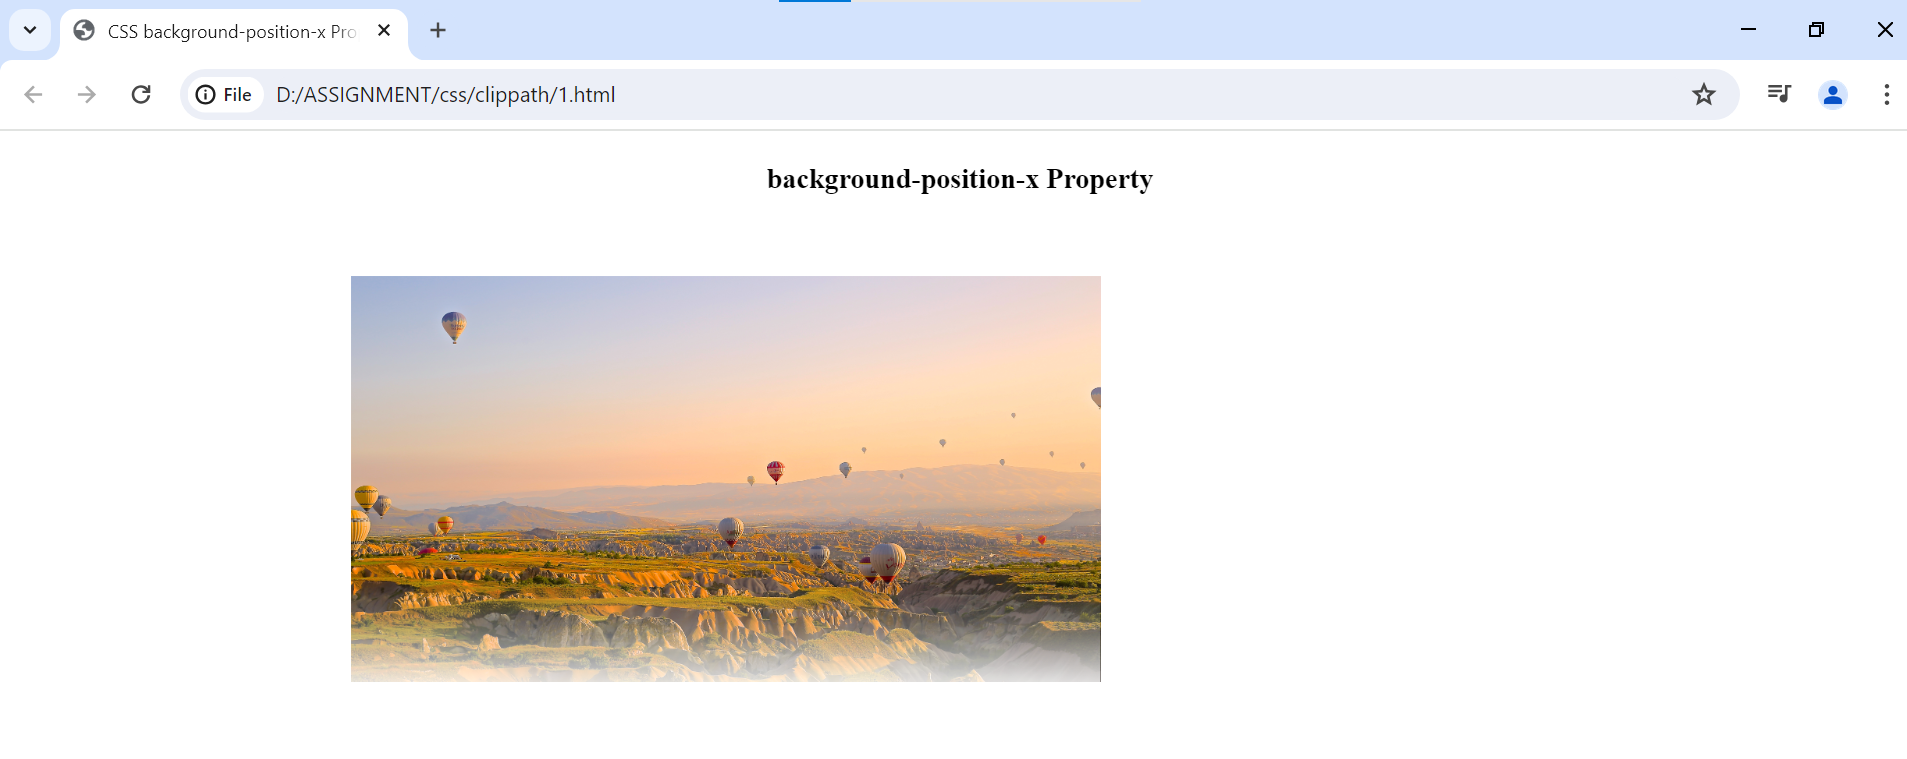 CSS background-position-x Pro
File
D:/ASSIGNMENT/css/clippath/1.html
background-position-x Property